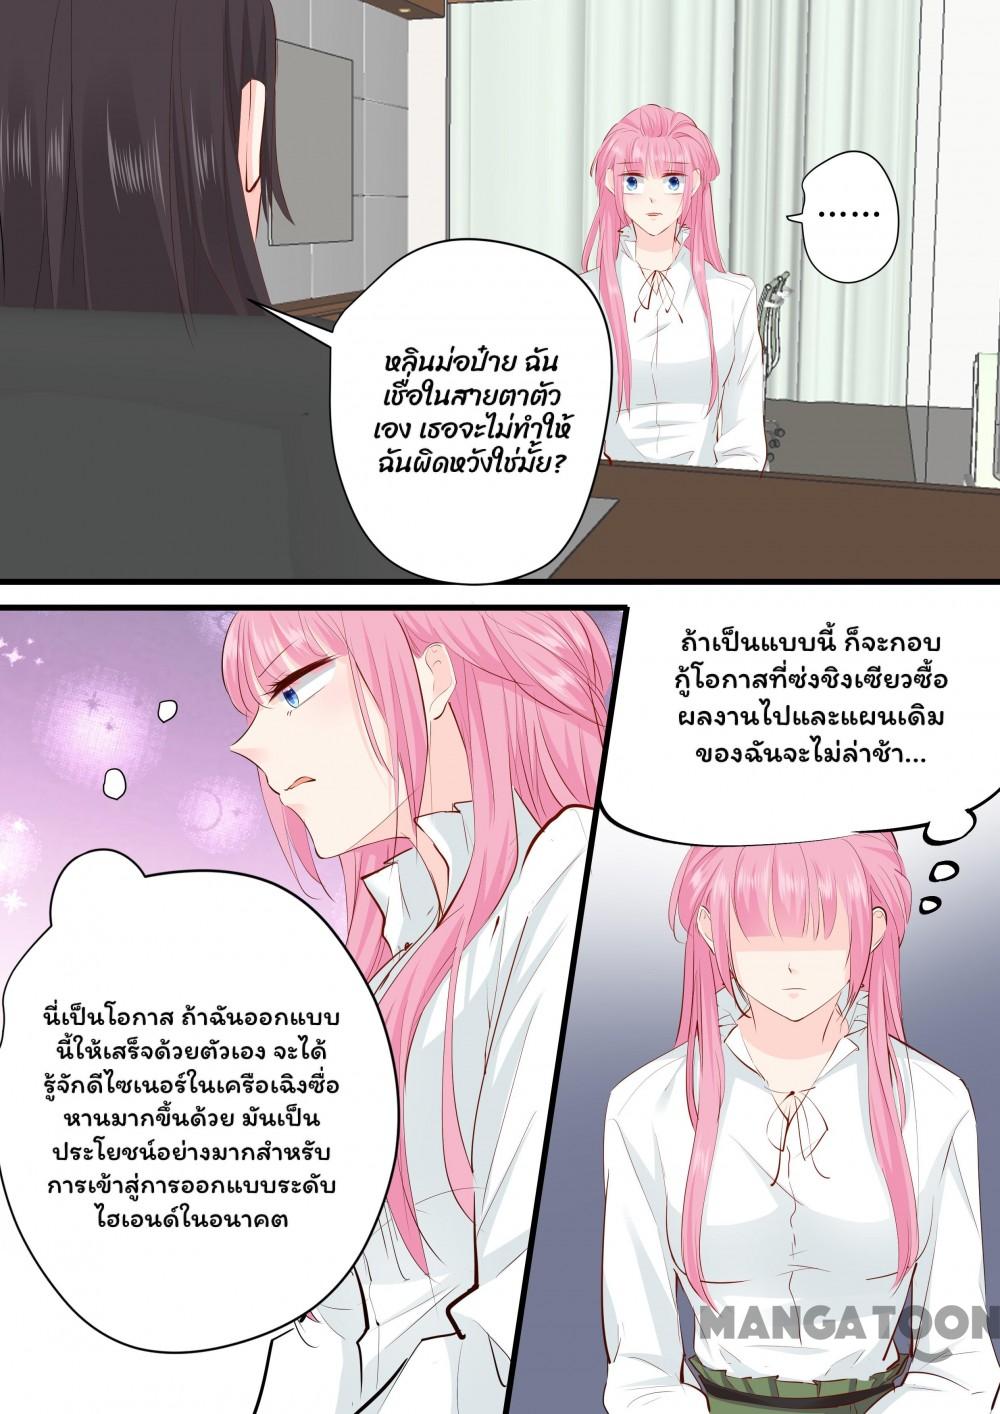 ......
หลินม่อป๋าย ฉัน
เชื่อในสายตาตัว
เอง เธอจะไม่ทำให้
ฉันผิดหวังใช่มั้ย?
ถ้าเป็นแบบนี้ ก็จะกอบ
กู้โอกาสที่ซ่งชิงเซียวซื้อ
ผลงานไปและแผนเดิม
ของฉันจะไม่ล่าช้า...
นี่เป็นโอกาส ถ้าฉันออกแบบ
นี้ให้เสร็จด้วยตัวเอง จะได้
รู้จักดีไซเนอร์ในเครือเฉิงซื่อ
หานมากขึ้นด้วย มันเป็น
ประโยชน์อย่างมากสำหรับ
การเข้าสู่การออกแบบระดับ
ไฮเอนด์ในอนาคต
MANGATOON